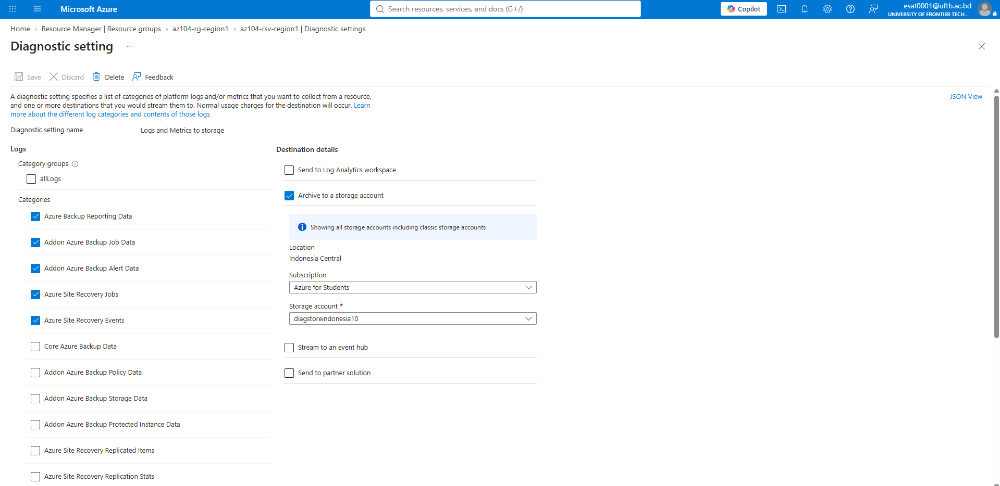 Microsoft Azure
Search resources, services, and docs (G+/)
Copilot
esat0001@uftb.ac.bd
UNIVERSITY OF FRONTIER TECH...
Home > Resource Manager | Resource groups > az104-rg-region1 > az104-rsv-region1 | Diagnostic settings
Diagnostic setting ...
Save Discard Delete Feedback
A diagnostic setting specifies a list of categories of platform logs and/or metrics that you want to collect from a resource,
and one or more destinations that you would stream them to. Normal usage charges for the destination will occur. Learn
more about the different log categories and contents of those logs
JSON View
Diagnostic setting name
Logs and Metrics to storage
Logs
Category groups
allLogs
Categories
Azure Backup Reporting Data
Addon Azure Backup Job Data
Addon Azure Backup Alert Data
Azure Site Recovery Jobs
Azure Site Recovery Events
Core Azure Backup Data
Addon Azure Backup Policy Data
Addon Azure Backup Storage Data
Addon Azure Backup Protected Instance Data
Azure Site Recovery Replicated Items
Azure Site Recovery Replication Stats
Destination details
Send to Log Analytics workspace
Archive to a storage account
Showing all storage accounts including classic storage accounts
Location
Indonesia Central
Subscription
Azure for Students
Storage account *
diagstoreindonesia10
Stream to an event hub
Send to partner solution